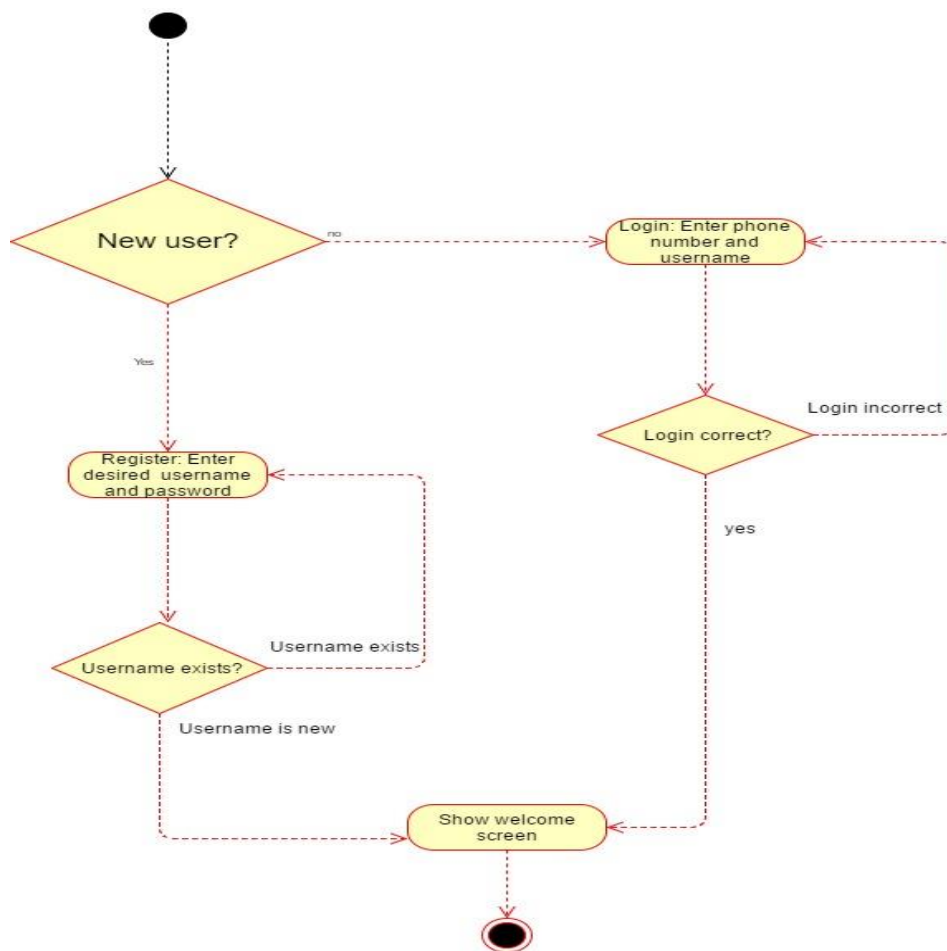 New user?
no
Login: Enter phone
number and
username
Yes
Login incorrect
Login correct?
Register: Enter
desired username
and password
yes
Username exists
Username exists?
Username is new
Show welcome
screen